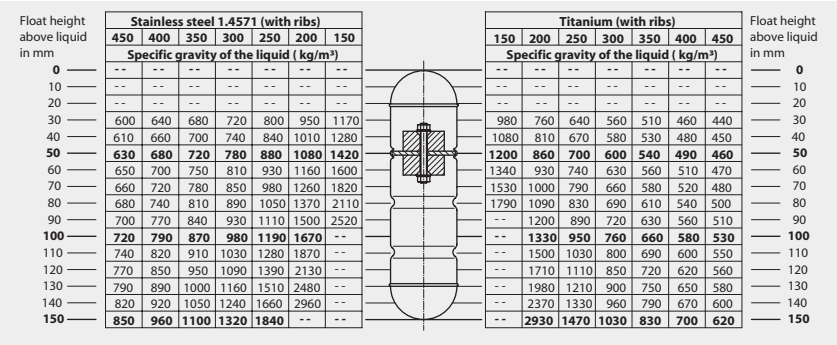 Float height Stainless steel 1.4571 (with ribs) Titanium (with ribs) Float height
above liquid 450 400 350 300 250 200 150 150 200 250 300 350 400 450 above liquid
in mm Specific gravity of the liquid ( kg/m³) Specific gravity of the liquid ( kg/m³) in mm
0 -- -- -- -- -- -- -- -- -- -- -- -- -- -- 0
10 -- -- -- -- -- -- -- -- -- -- -- -- -- -- 10
20 -- -- -- -- -- -- -- -- -- -- -- -- -- -- 20
30 600 640 680 720 800 950 1170 980 760 640 560 510 460 440 30
40 610 660 700 740 840 1010 1280 1080 810 670 580 530 480 450 40
50 630 680 720 780 880 1080 1420 1200 860 700 600 540 490 460 50
60 650 700 750 810 930 1160 1600 1340 930 740 630 560 510 470 60
70 660 720 780 850 980 1260 1820 1530 1000 790 660 580 520 480 70
80 680 740 810 890 1050 1370 2110 1790 1090 830 690 610 540 500 80
90 700 770 840 930 1110 1500 2520 -- 1200 890 720 630 560 510 90
100 720 790 870 980 1190 1670 -- -- 1330 950 760 660 580 530 100
110 740 820 910 1030 1280 1870 -- -- 1500 1030 800 690 600 550 110
120 770 850 950 1090 1390 2130 -- -- 1710 1110 850 720 620 560 120
130 790 890 1000 1160 1510 2480 -- -- 1980 1210 900 750 650 580 130
140 820 920 1050 1240 1660 2960 -- -- 2370 1330 960 790 670 600 140
150 850 960 1100 1320 1840 -- -- -- 2930 1470 1030 830 700 620 150